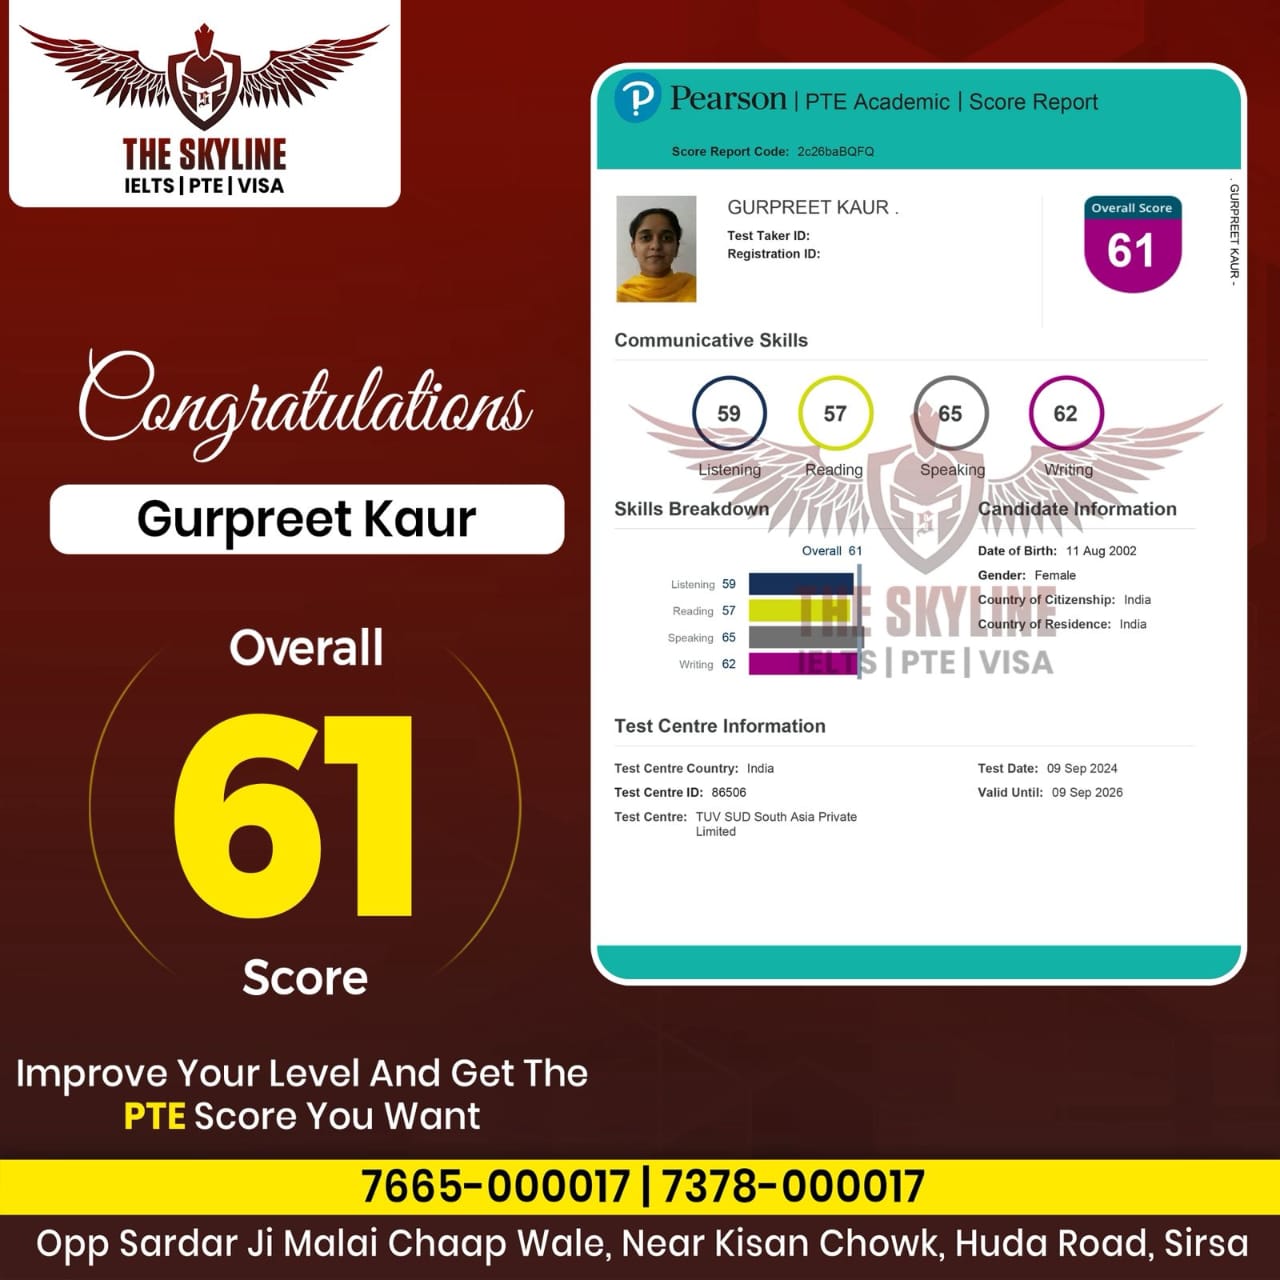 THE SKYLINE
IELTS | PTE | VISA
Congratulations
Gurpreet Kaur
Overall
61
Score
Improve Your Level And Get The
PTE Score You Want
Pearson | PTE Academic | Score Report
Score Report Code: 2c26baBQFQ
GURPREET KAUR .
Test Taker ID:
Registration ID:
Overall Score
61
. GURPREET KAUR -
Communicative Skills
59 57 65 62
Listening Reading Speaking Writing
Skills Breakdown
Overall 61
Listening 59
Reading 57
Speaking 65
Writing 62
Candidate Information
Date of Birth: 11 Aug 2002
Gender: Female
Country of Citizenship: India
Country of Residence: India
THE SKYLINE
IELTS | PTE | VISA
Test Centre Information
Test Centre Country: India
Test Centre ID: 86506
Test Centre: TUV SUD South Asia Private
Limited
Test Date: 09 Sep 2024
Valid Until: 09 Sep 2026
7665-000017 | 7378-000017
Opp Sardar Ji Malai Chaap Wale, Near Kisan Chowk, Huda Road, Sirsa